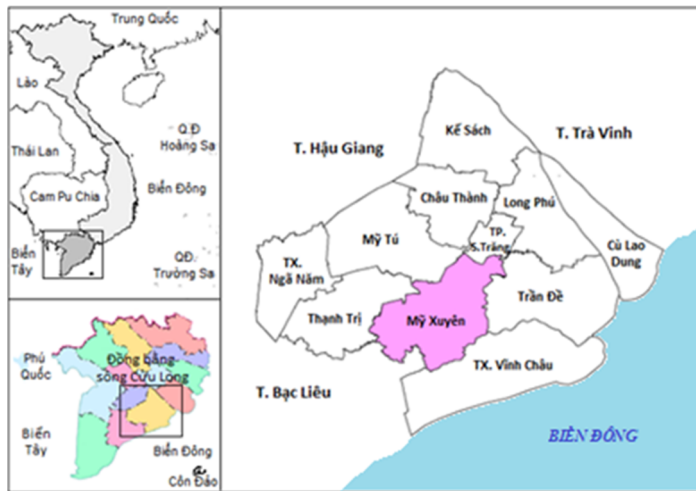 Trung Quốc
Lào
Q.Đ
Hoàng Sa
Thái Lan
Biển Đông
Cam Pu Chia
Biển
Tây
QĐ.
Trường Sa
Phú
Quốc
Đồng bằng
sông Cửu Long
Biển
Tây
Biển Đông
Côn Đảo
Kế Sách
T. Trà Vinh
T. Hậu Giang
Châu Thành
Long Phú
Mỹ Tú
TP.
S.Trăng
Cù Lao
Dung
TX.
Ngã Năm
Trần Đề
Thạnh Trị
Mỹ Xuyên
TX. Vĩnh Châu
T. Bạc Liêu
BIỂN ĐÔNG